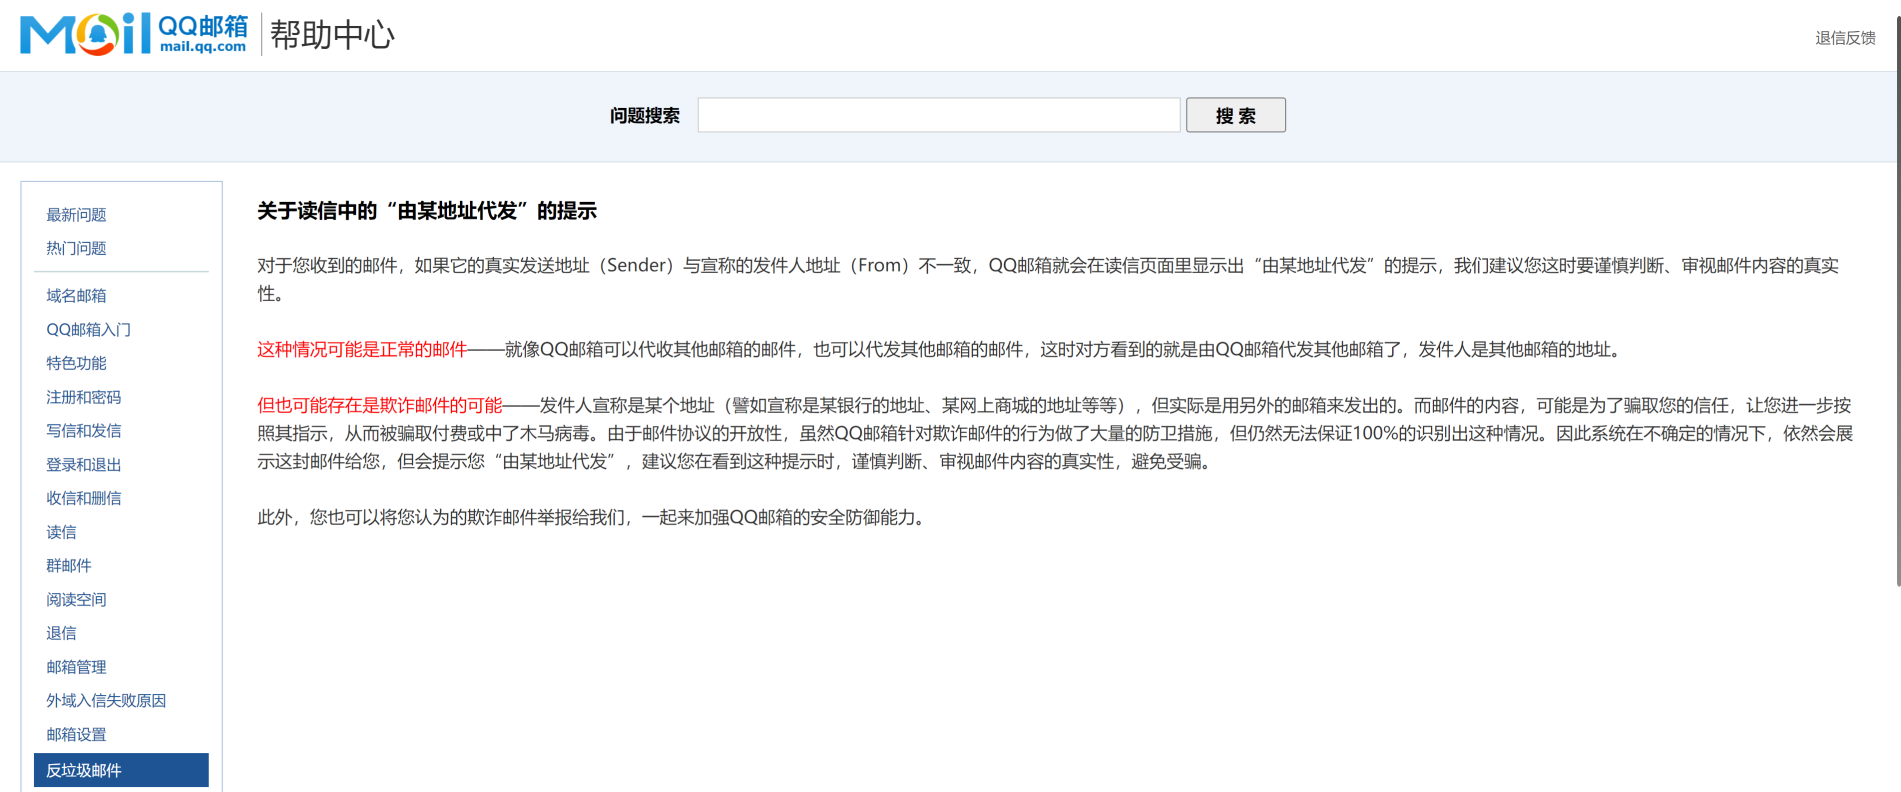 Mail QQ邮箱 mail.qq.com 帮助中心
退信反馈
问题搜索 搜 索
最新问题
热门问题
域名邮箱
QQ邮箱入门
特色功能
注册和密码
写信和发信
登录和退出
收信和删信
读信
群邮件
阅读空间
退信
邮箱管理
外域入信失败原因
邮箱设置
反垃圾邮件
关于读信中的“由某地址代发”的提示
对于您收到的邮件，如果它的真实发送地址（Sender）与宣称的发件人地址（From）不一致，QQ邮箱就会在读信页面里显示出“由某地址代发”的提示，我们建议您这时要谨慎判断、审视邮件内容的真实
性。
这种情况可能是正常的邮件——就像QQ邮箱可以代收其他邮箱的邮件，也可以代发其他邮箱的邮件，这时对方看到的就是由QQ邮箱代发其他邮箱了，发件人是其他邮箱的地址。
但也可能存在是欺诈邮件的可能——发件人宣称是某个地址（譬如宣称是某银行的地址、某网上商城的地址等等），但实际是用另外的邮箱来发出的。而邮件的内容，可能是为了骗取您的信任，让您进一步按
照其指示，从而被骗取付费或中了木马病毒。由于邮件协议的开放性，虽然QQ邮箱针对欺诈邮件的行为做了大量的防卫措施，但仍然无法保证100%的识别出这种情况。因此系统在不确定的情况下，依然会展
示这封邮件给您，但会提示您“由某地址代发”，建议您在看到这种提示时，谨慎判断、审视邮件内容的真实性，避免受骗。
此外，您也可以将您认为的欺诈邮件举报给我们，一起来加强QQ邮箱的安全防御能力。